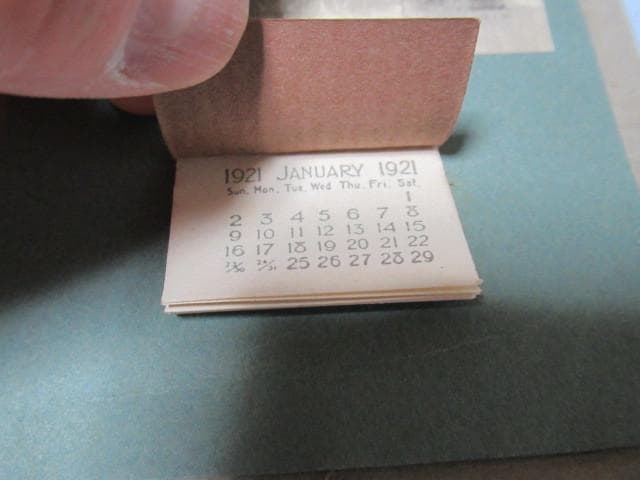 1921 JANUARY 1921
Sun. Mon. Tue. Wed Thu. Fri. Sat.
1
2 3 4 5 6 7 8
9 10 11 12 13 14 15
16 17 18 19 20 21 22
23/30 24/31 25 26 27 28 29